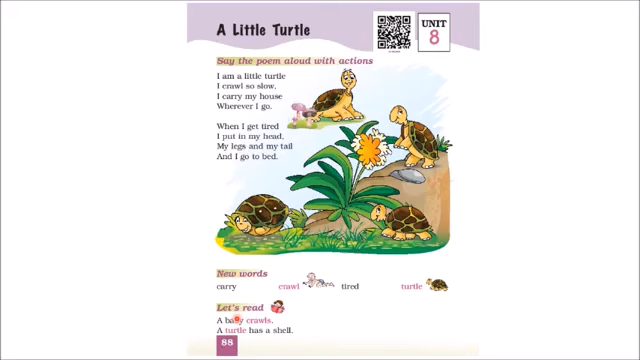 A Little Turtle
UNIT
8
Say the poem aloud with actions
I am a little turtle
I crawl so slow,
I carry my house
Wherever I go.
When I get tired
I put in my head,
My legs and my tail
And I go to bed.
New words
carry crawl tired turtle
Let's read
A baby crawls.
A turtle has a shell.
88